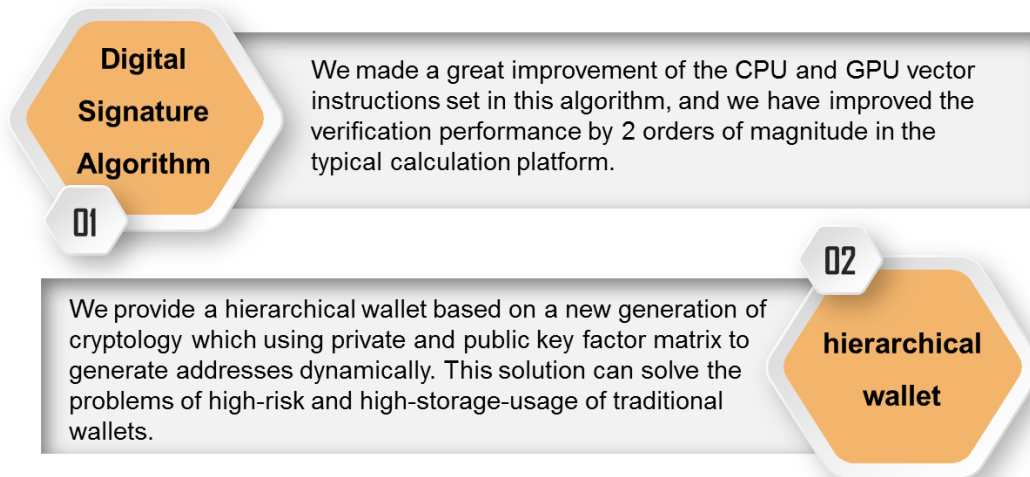 Digital
Signature
Algorithm
01
We made a great improvement of the CPU and GPU vector
instructions set in this algorithm, and we have improved the
verification performance by 2 orders of magnitude in the
typical calculation platform.
02
hierarchical
wallet
We provide a hierarchical wallet based on a new generation of
cryptology which using private and public key factor matrix to
generate addresses dynamically. This solution can solve the
problems of high-risk and high-storage-usage of traditional
wallets.